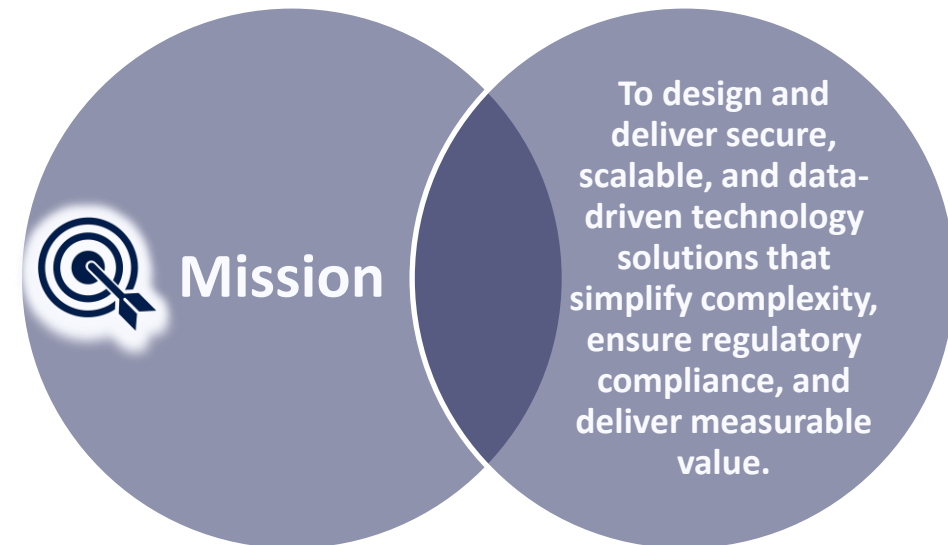 Mission
To design and
deliver secure,
scalable, and data-
driven technology
solutions that
simplify complexity,
ensure regulatory
compliance, and
deliver measurable
value.